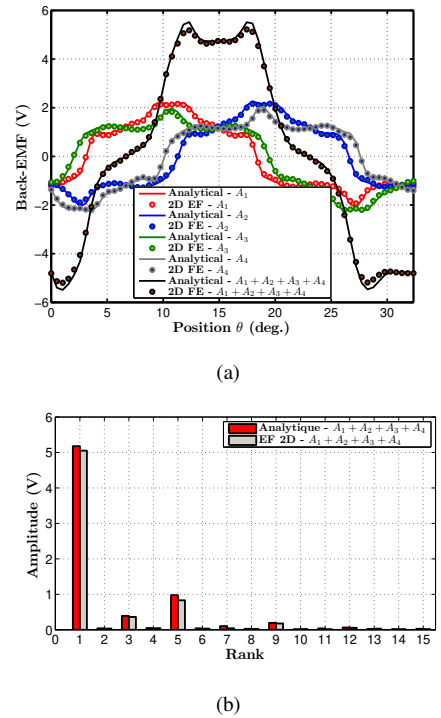 6
4
2
0
−2
−4
−6
Back-EMF (V)
Analytical - A1
2D EF - A1
Analytical - A2
2D FE - A2
Analytical - A3
2D FE - A3
Analytical - A4
2D FE - A4
Analytical - A1 + A2 + A3 + A4
2D FE - A1 + A2 + A3 + A4
0 5 10 15 20 25 30
Position θ (deg.)
(a)
6
5
4
3
2
1
0
Amplitude (V)
Analytique - A1 + A2 + A3 + A4
EF 2D - A1 + A2 + A3 + A4
0 1 2 3 4 5 6 7 8 9 10 11 12 13 14 15
Rank
(b)